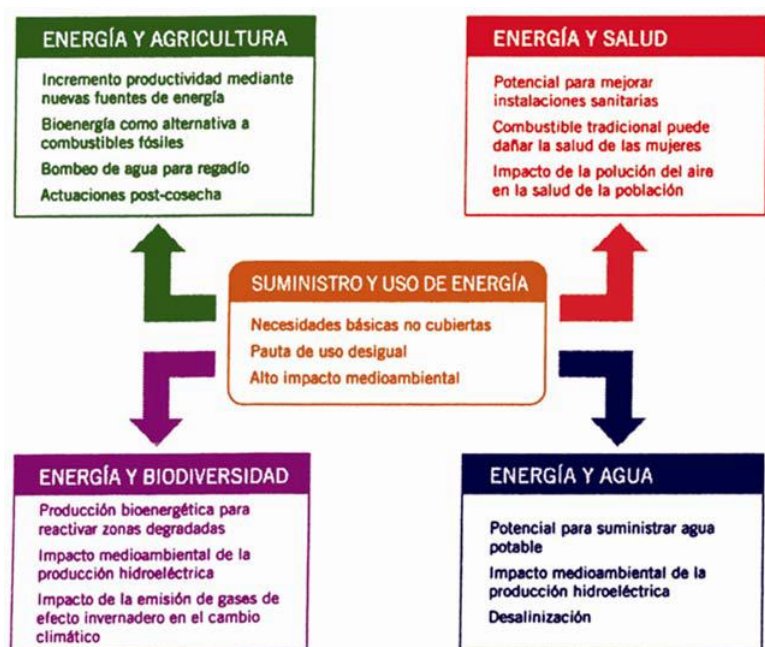 ENERGÍA Y AGRICULTURA
Incremento productividad mediante
nuevas fuentes de energía
Bioenergía como alternativa a
combustibles fósiles
Bombeo de agua para regadío
Actuaciones post-cosecha
ENERGÍA Y SALUD
Potencial para mejorar
instalaciones sanitarias
Combustible tradicional puede
dañar la salud de las mujeres
Impacto de la polución del aire
en la salud de la población
SUMINISTRO Y USO DE ENERGÍA
Necesidades básicas no cubiertas
Pauta de uso desigual
Alto impacto medioambiental
ENERGÍA Y BIODIVERSIDAD
Producción bioenergética para
reactivar zonas degradadas
Impacto medioambiental de la
producción hidroeléctrica
Impacto de la emisión de gases de
efecto invernadero en el cambio
climático
ENERGÍA Y AGUA
Potencial para suministrar agua
potable
Impacto medioambiental de la
producción hidroeléctrica
Desalinización